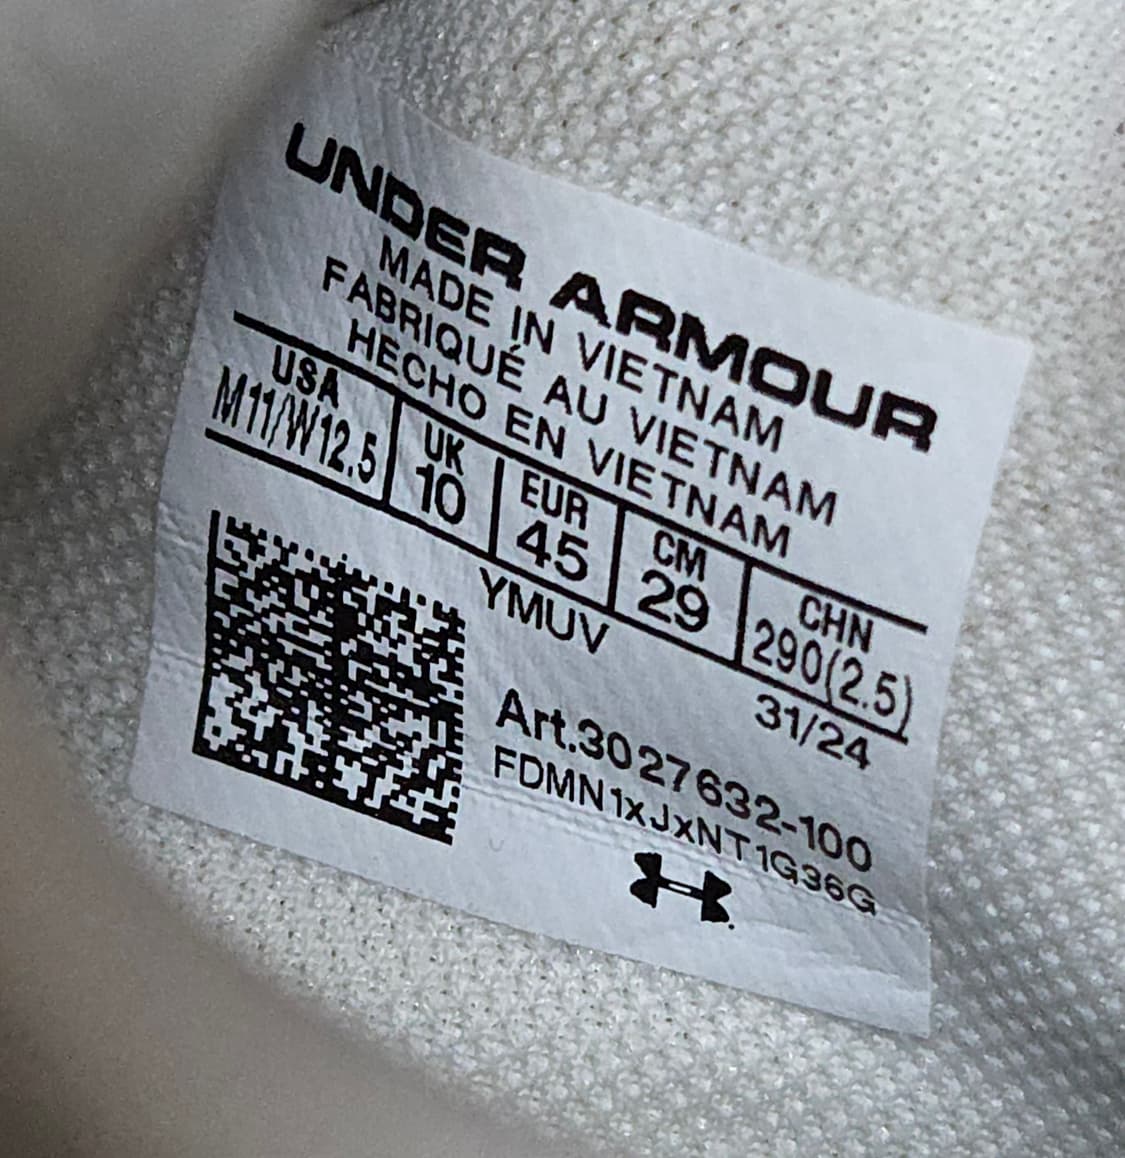 UNDER ARMOUR
MADE IN VIETNAM
FABRIQUÉ AU VIETNAM
HECHO EN VIETNAM
USA UK EUR CM CHN
M11/W12.5 10 45 29 290(2.5)
YMUV 31/24
Art.3027632-100
FDMN1xJxNT1G36G